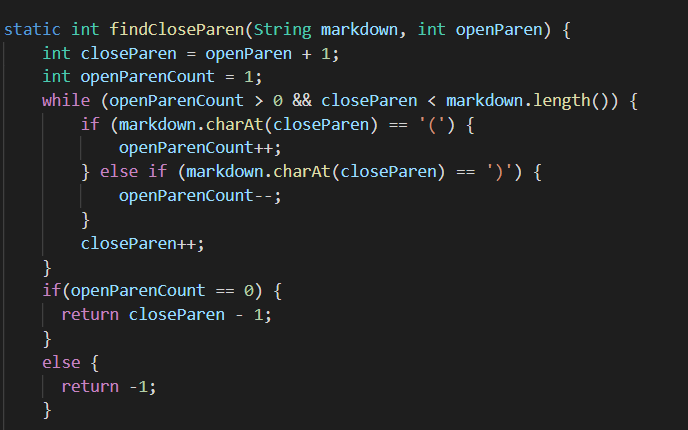 static int findCloseParen(String markdown, int openParen) {
    int closeParen = openParen + 1;
    int openParenCount = 1;
    while (openParenCount > 0 && closeParen < markdown.length()) {
        if (markdown.charAt(closeParen) == '(') {
            openParenCount++;
        } else if (markdown.charAt(closeParen) == ')') {
            openParenCount--;
        }
        closeParen++;
    }
    if(openParenCount == 0) {
      return closeParen - 1;
    }
    else {
      return -1;
    }